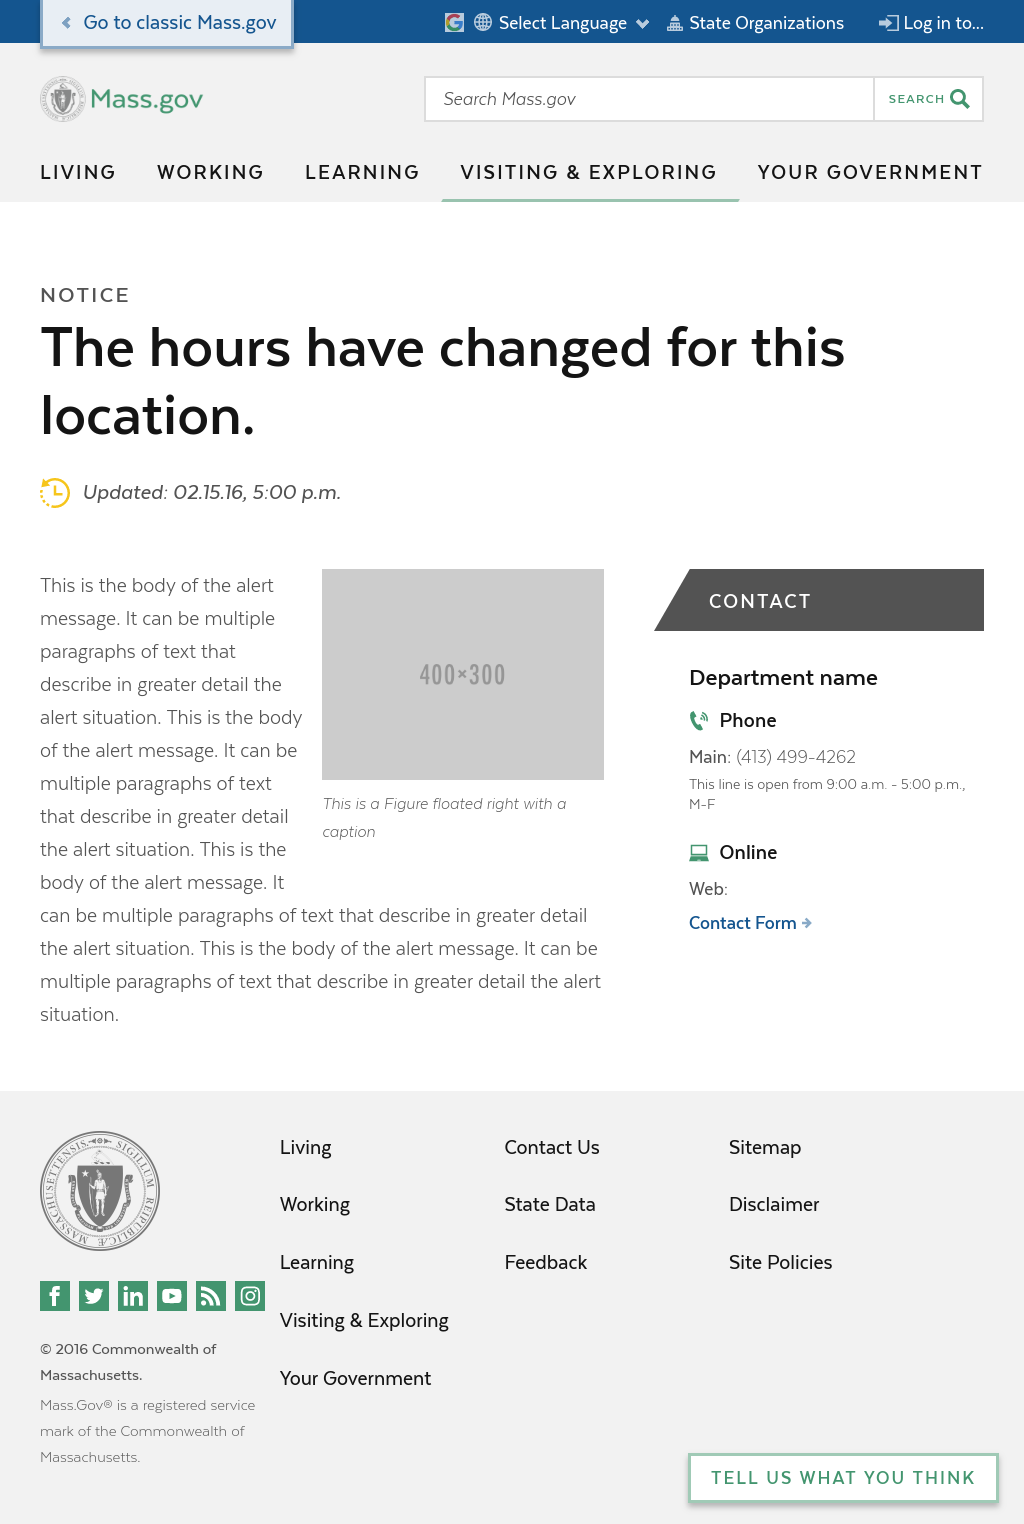 Go to classic Mass.gov
Select Language
State Organizations
Log in to...
Mass.gov
Search Mass.gov
SEARCH
LIVING
WORKING
LEARNING
VISITING & EXPLORING
YOUR GOVERNMENT
NOTICE
The hours have changed for this
location.
Updated: 02.15.16, 5:00 p.m.
This is the body of the alert
message. It can be multiple
paragraphs of text that
describe in greater detail the
alert situation. This is the body
of the alert message. It can be
multiple paragraphs of text
that describe in greater detail
the alert situation. This is the
body of the alert message. It
can be multiple paragraphs of text that describe in greater detail
the alert situation. This is the body of the alert message. It can be
multiple paragraphs of text that describe in greater detail the alert
situation.
400×300
This is a Figure floated right with a
caption
CONTACT
Department name
Phone
Main: (413) 499-4262
This line is open from 9:00 a.m. - 5:00 p.m.,
M-F
Online
Web:
Contact Form
SIGILLUM REIPUBLICÆ MASSACHUSETTENSIS
Living
Working
Learning
Visiting & Exploring
Your Government
Contact Us
State Data
Feedback
Sitemap
Disclaimer
Site Policies
© 2016 Commonwealth of
Massachusetts.
Mass.Gov® is a registered service
mark of the Commonwealth of
Massachusetts.
TELL US WHAT YOU THINK